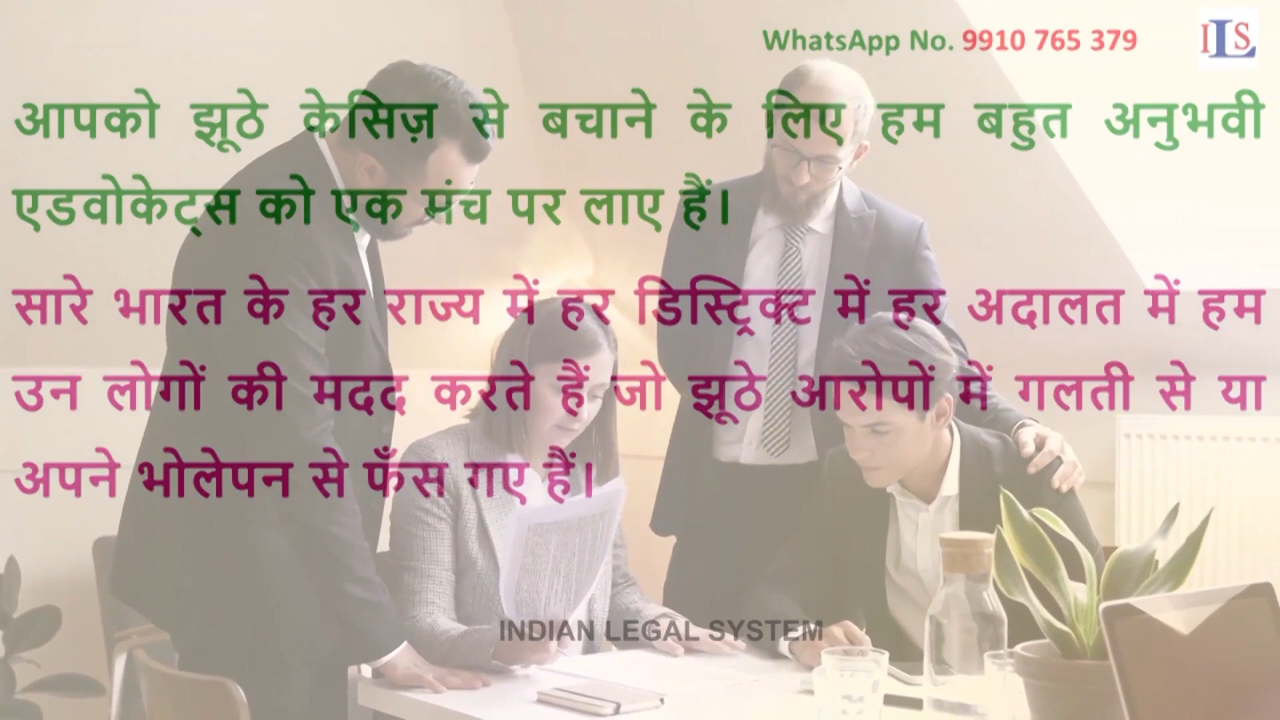 WhatsApp No. 9910 765 379
ILS
आपको झूठे केसिज़ से बचाने के लिए हम बहुत अनुभवी
एडवोकेट्स को एक मंच पर लाए हैं।
सारे भारत के हर राज्य में हर डिस्ट्रिक्ट में हर अदालत में हम
उन लोगों की मदद करते हैं जो झूठे आरोपों में गलती से या
अपने भोलेपन से फँस गए हैं।
INDIAN LEGAL SYSTEM